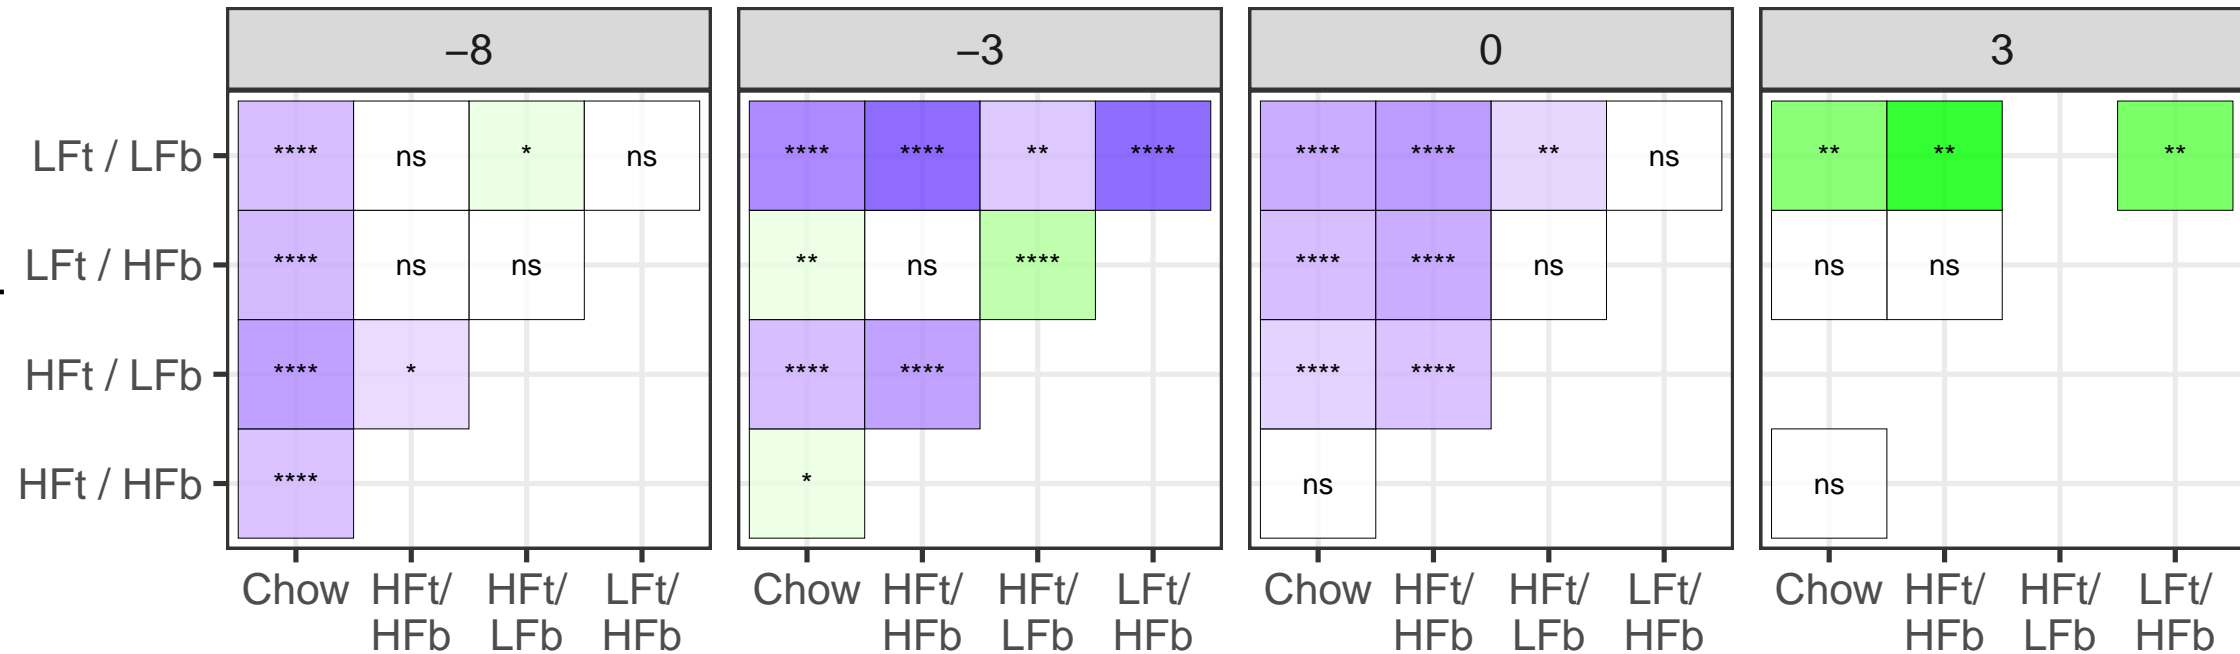 −8 −3 0 3
LFt / LFb **** ns * ns **** **** ** **** **** **** ** ns ** ** **
LFt / HFb **** ns ns ** ns **** **** **** ns ns ns
HFt / LFb **** * **** **** **** ****
HFt / HFb **** * ns ns
Chow HFt/ HFt/ LFt/ Chow HFt/ HFt/ LFt/ Chow HFt/ HFt/ LFt/ Chow HFt/ HFt/ LFt/
HFb LFb HFb HFb LFb HFb HFb LFb HFb HFb LFb HFb